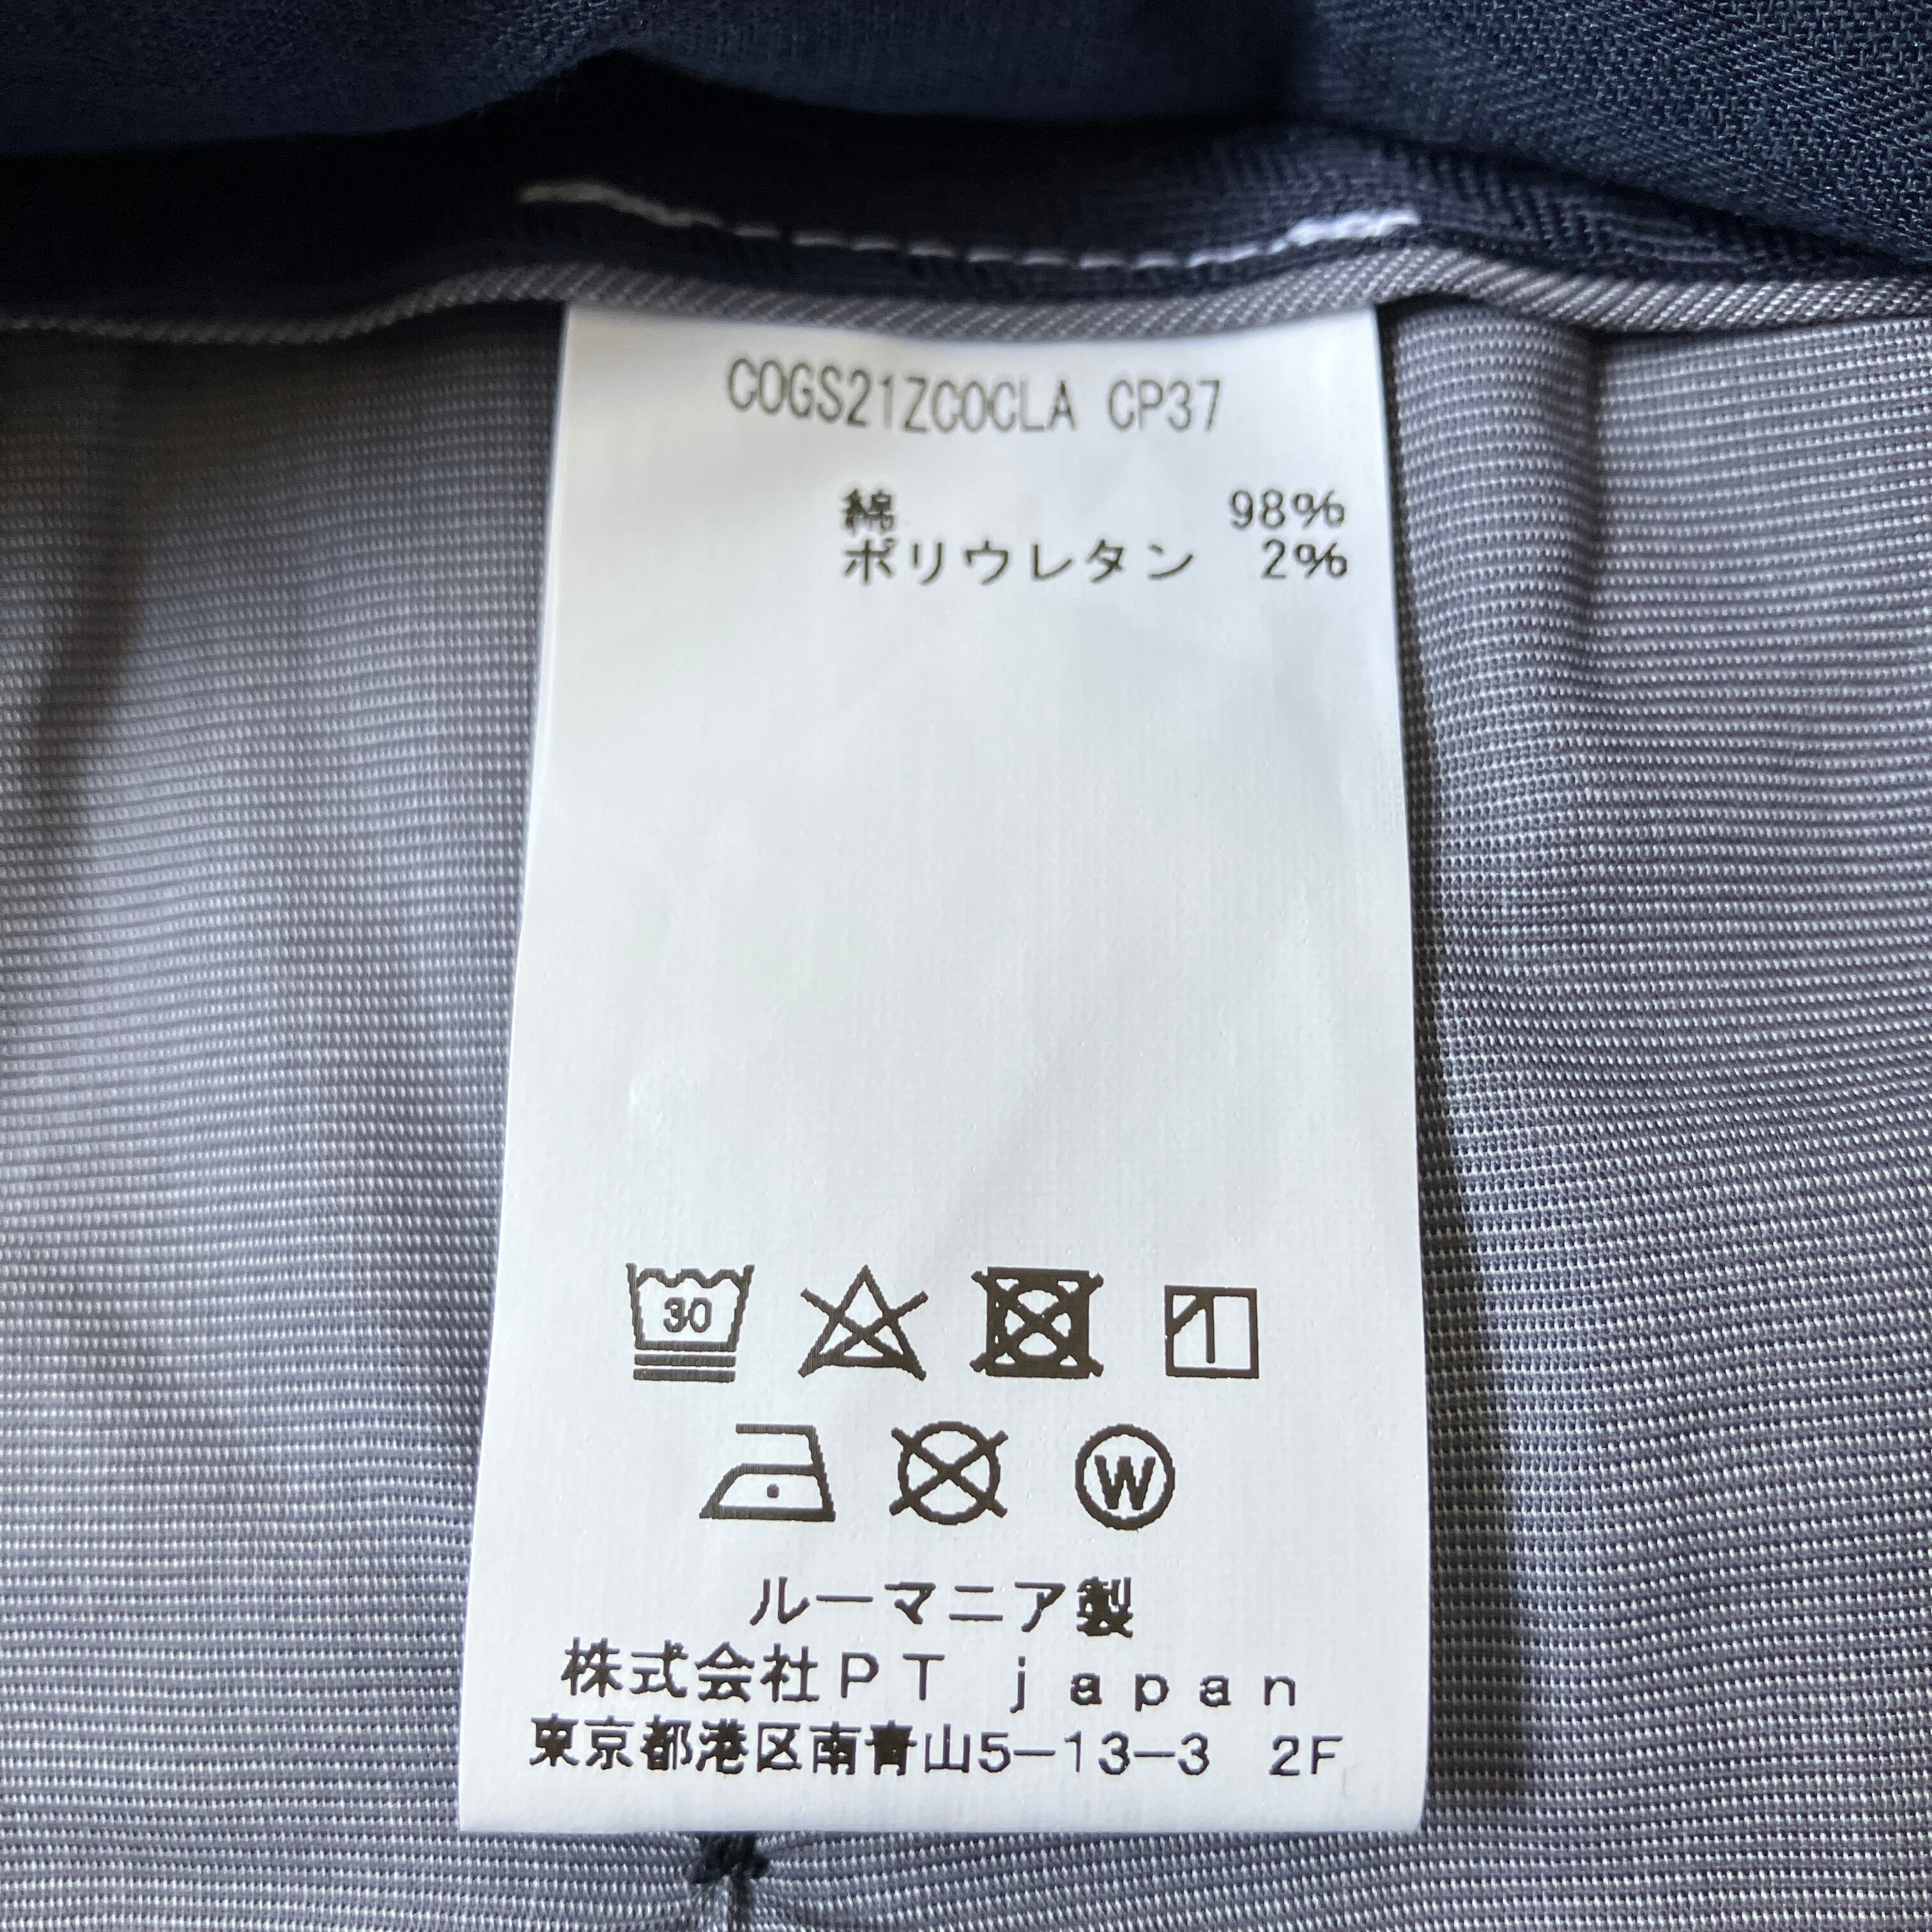 COGS21ZC0CLA CP37
綿 98%
ポリウレタン 2%
30
W
ルーマニア製
株式会社PT japan
東京都港区南青山5-13-3 2F